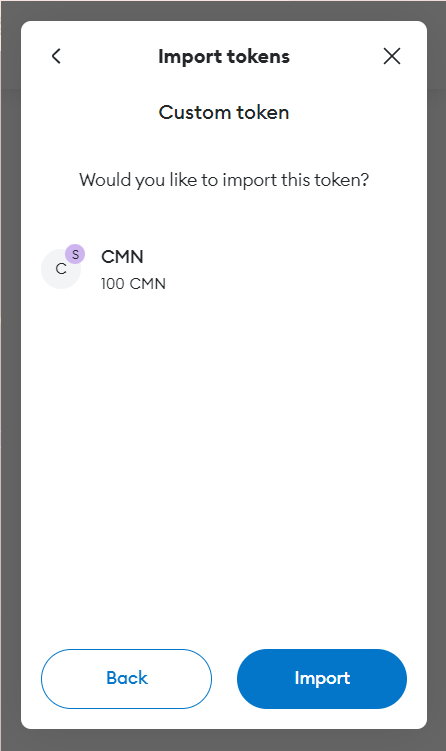 Import tokens
Custom token
Would you like to import this token?
S
C
CMN
100 CMN
Back
Import